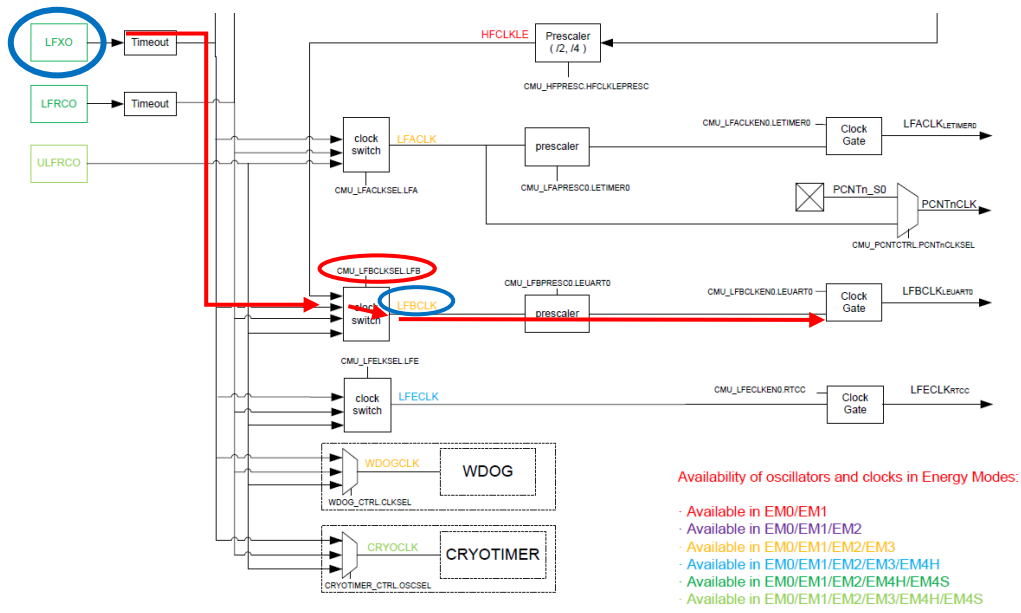 LFXO
Timeout
HFCLKLE
Prescaler
( /2, /4 )
CMU_HFPRESC.HFCLKLEPRESC
LFRCO
Timeout
ULFRCO
clock
switch
LFACLK
CMU_LFACLKSEL.LFA
prescaler
CMU_LFAPRESC0.LETIMER0
CMU_LFACLKEN0.LETIMER0
Clock
Gate
LFACLKLETIMER0
PCNTn_S0
PCNTnCLK
CMU_PCNTCTRL.PCNTnCLKSEL
CMU_LFBCLKSEL.LFB
clock
switch
LFBCLK
CMU_LFBPRESC0.LEUART0
prescaler
CMU_LFBCLKEN0.LEUART0
Clock
Gate
LFBCLKLEUART0
CMU_LFELKSEL.LFE
clock
switch
LFECLK
CMU_LFECLKEN0.RTCC
Clock
Gate
LFECLKRTCC
WDOGCLK
WDOG
WDOG_CTRL.CLKSEL
CRYOCLK
CRYOTIMER
CRYOTIMER_CTRL.OSCSEL
Availability of oscillators and clocks in Energy Modes:
· Available in EM0/EM1
· Available in EM0/EM1/EM2
· Available in EM0/EM1/EM2/EM3
· Available in EM0/EM1/EM2/EM3/EM4H
· Available in EM0/EM1/EM2/EM4H/EM4S
· Available in EM0/EM1/EM2/EM3/EM4H/EM4S